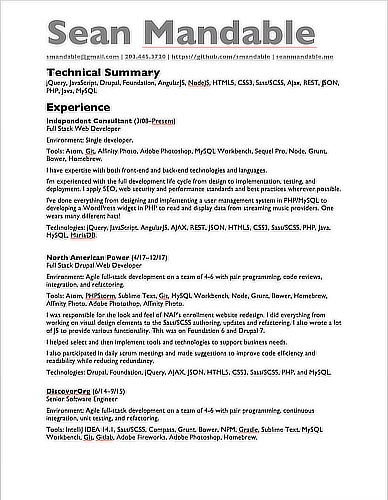 Sean Mandable
smandable@gmail.com | 203.445.3710 | https://github.com/smandable | seanmandable.me
Technical Summary
jQuery, JavaScript, Drupal, Foundation, AngularJS, NodeJS, HTML5, CSS3, Sass/SCSS, Ajax, REST, JSON,
PHP, Java, MySQL
Experience
Independent Consultant (3/08-Present)
Full Stack Web Developer
Environment: Single developer.
Tools: Atom, Git, Affinity Photo, Adobe Photoshop, MySQL Workbench, Sequel Pro, Node, Grunt,
Bower, Homebrew.
I have expertise with both front-end and back-end technologies and languages.
I'm experienced with the full development life cycle from design to implementation, testing, and
deployment. I apply SEO, web security and performance standards and best practices wherever possible.
I've done everything from designing and implementing a user management system in PHP/MySQL to
developing a WordPress widget in PHP to read and display data from streaming music providers. One
wears many different hats!
Technologies: jQuery, JavaScript, AngularJS, AJAX, REST, JSON, HTML5, CSS3, Sass/SCSS, PHP, Java,
MySQL, MariaDB.
North American Power (4/17-12/17)
Full Stack Drupal Web Developer
Environment: Agile full-stack development on a team of 4-6 with pair programming, code reviews,
integration, and refactoring.
Tools: Atom, PHPStorm, Sublime Text, Git, MySQL Workbench, Node, Grunt, Bower, Homebrew,
Affinity Photo, Adobe Photoshop, Affinity Photo.
I was responsible for the look and feel of NAP's enrollment website redesign. I did everything from
working on visual design elements to the Sass/SCSS authoring, updates and refactoring. I also wrote a lot
of JS to provide various functionality. This was on Foundation 6 and Drupal 7.
I helped select and then implement tools and technologies to support business needs.
I also participated in daily scrum meetings and made suggestions to improve code efficiency and
readability while reducing redundancy.
Technologies: Drupal, Foundation, jQuery, AJAX, JSON, HTML5, CSS3, Sass/SCSS, PHP, and MySQL.
DiscoverOrg (6/14-9/15)
Senior Software Engineer
Environment: Agile full-stack development on a team of 4-6 with pair programming, continuous
integration, unit testing, and refactoring.
Tools: IntelliJ IDEA 14.1, Sass/SCSS, Compass, Grunt, Bower, NPM, Gradle, Sublime Text, MySQL
Workbench, Git, Gitlab, Adobe Fireworks, Adobe Photoshop, Homebrew.